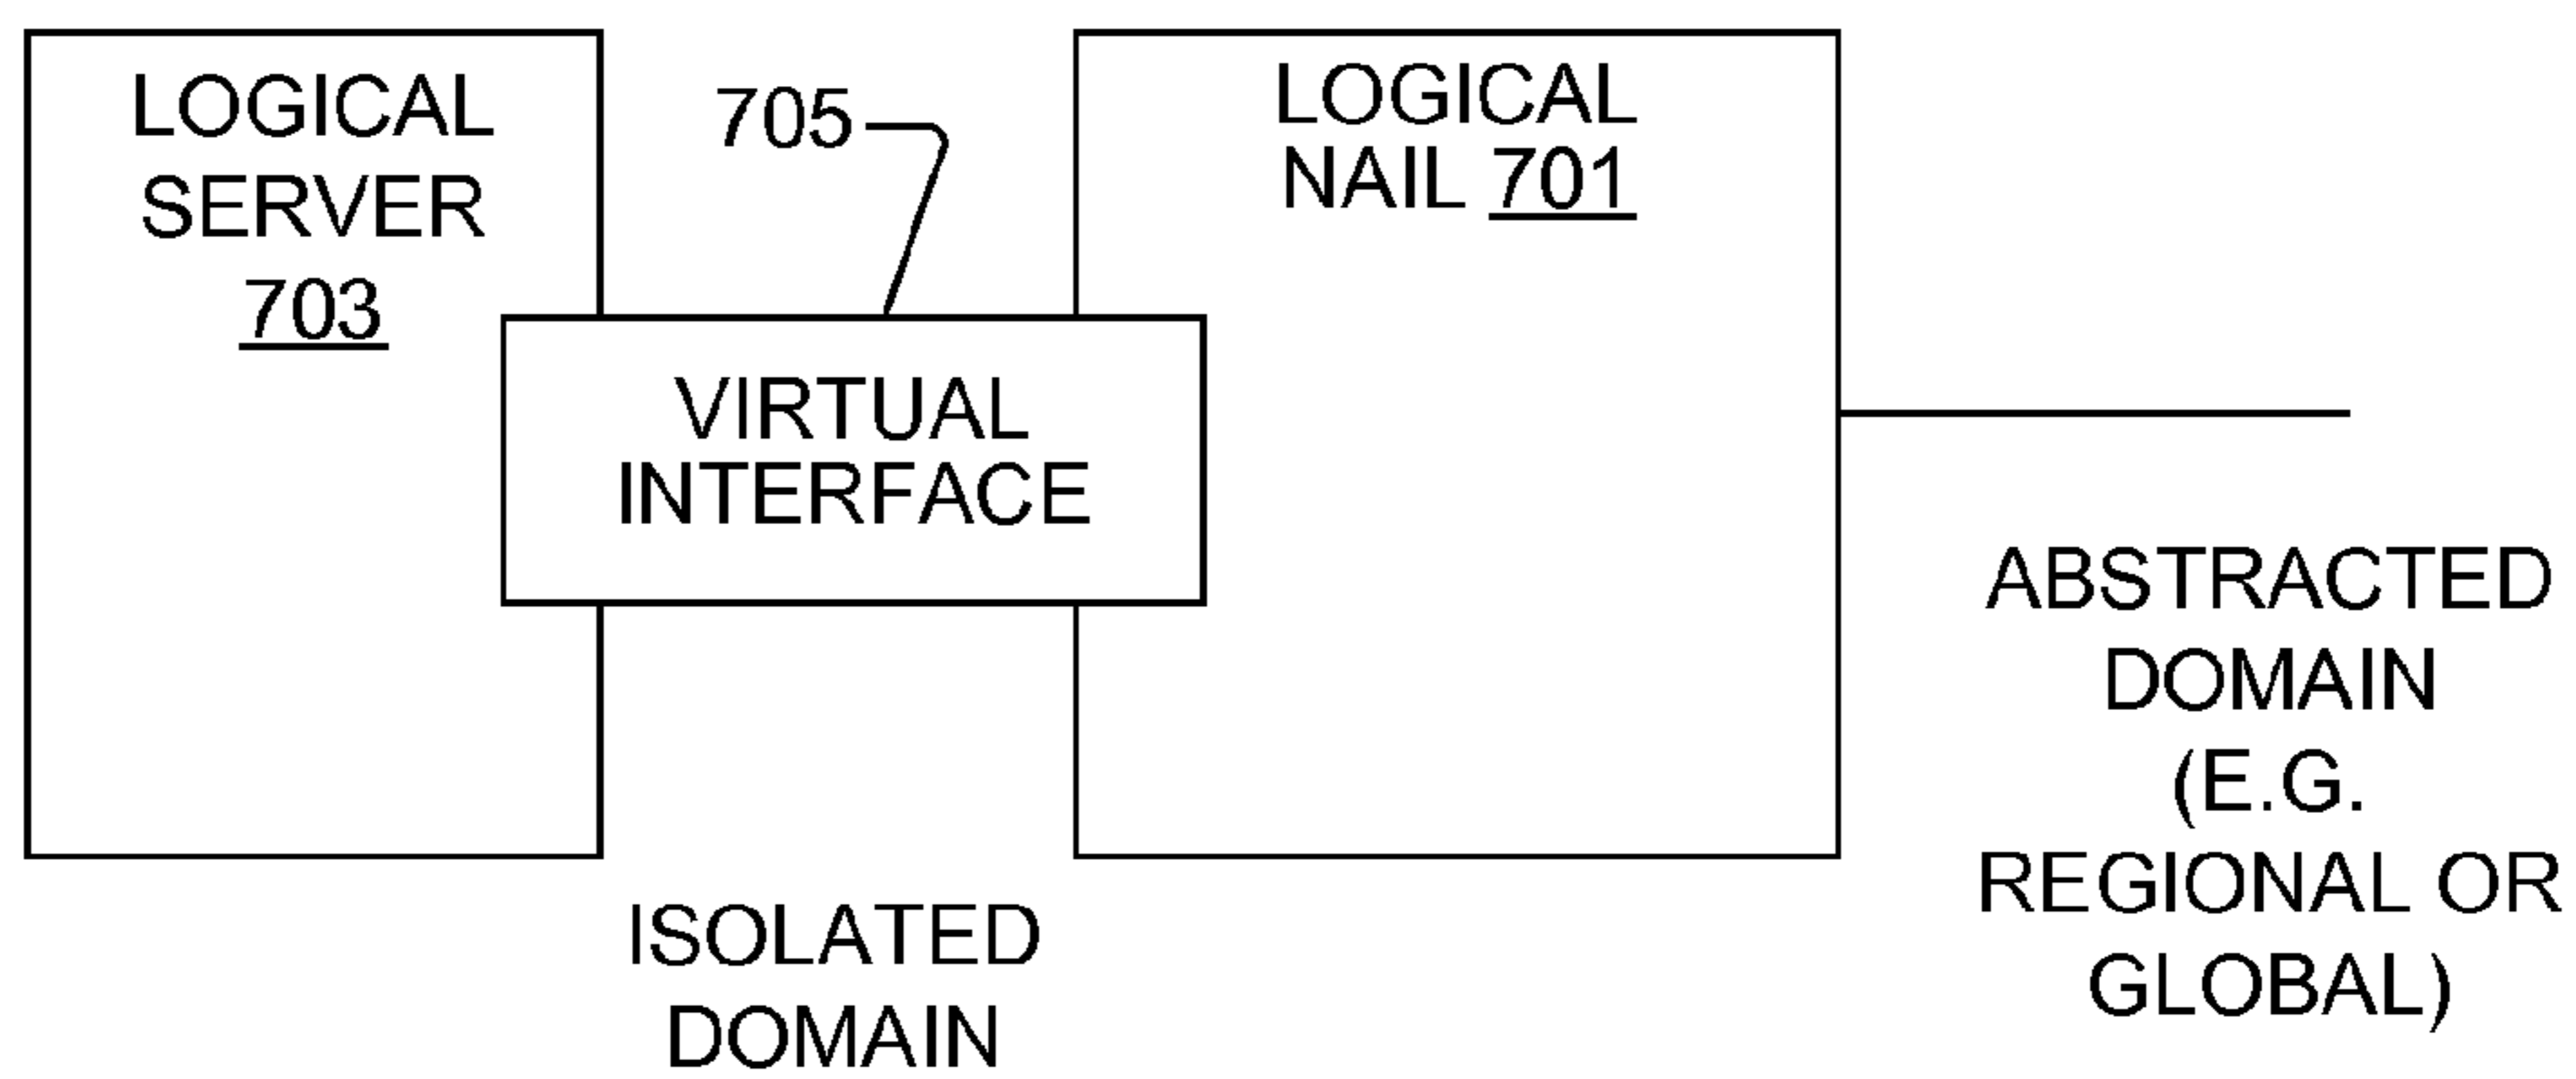 LOGICAL
SERVER
703
705
LOGICAL
NAIL 701
VIRTUAL
INTERFACE
ISOLATED
DOMAIN
ABSTRACTED
DOMAIN
(E.G.
REGIONAL OR
GLOBAL)